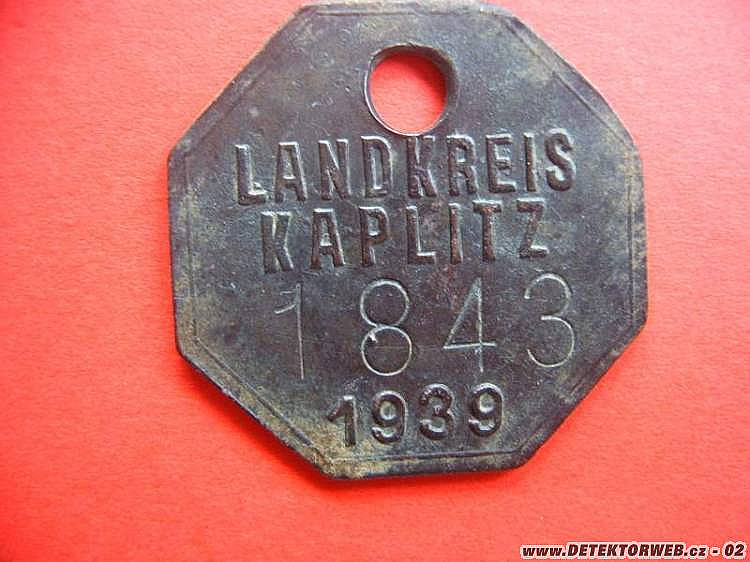 LANDKREIS
KAPLITZ
1843
1939
www.DETEKTORWEB.cz - 02